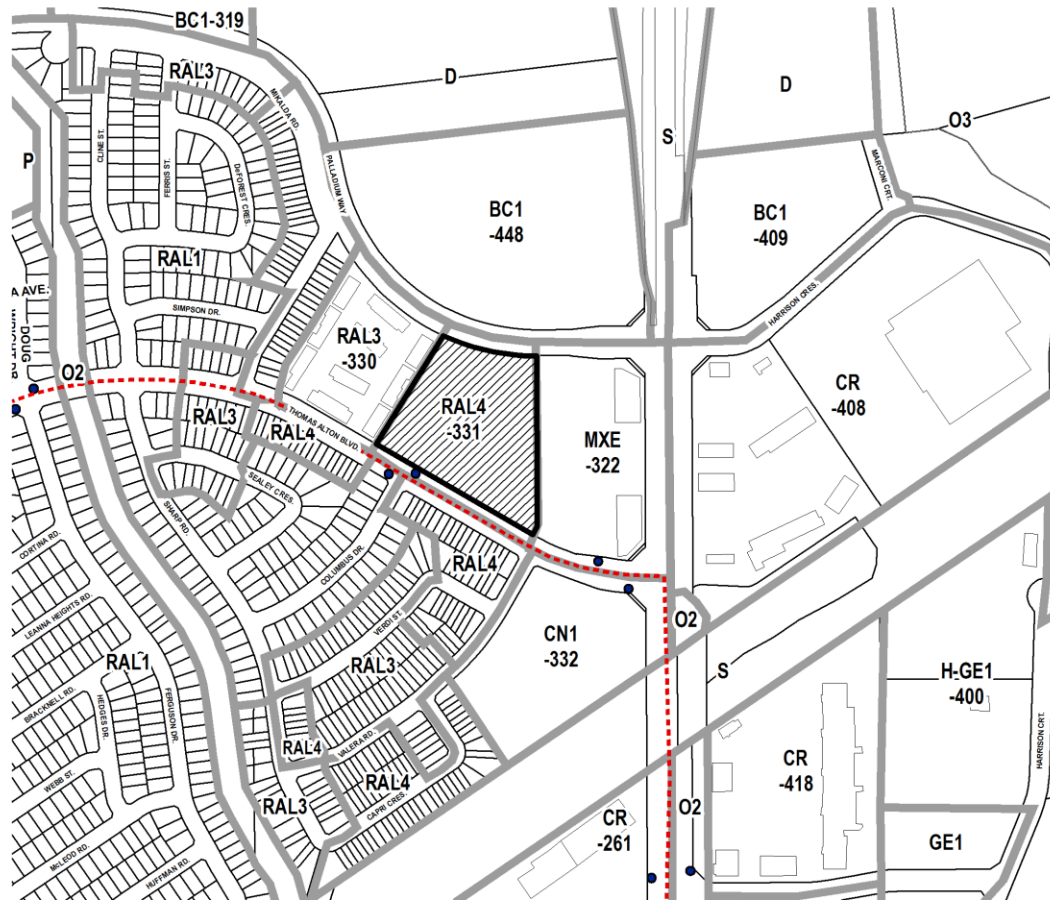 BC1-319
RAL3
D
D
MIKALDA RD.
CLINE ST.
FERRIS ST.
DeFOREST CRES.
P
S
O3
MARCONI CRT.
PALLADIUM WAY
BC1
-448
BC1
-409
RAL1
A AVE.
DOUG
WRIGHT DR.
SIMPSON DR.
HARRISON CRES.
RAL3
-330
O2
RAL4
-331
CR
-408
RAL3
THOMAS ALTON BLVD.
RAL4
MXE
-322
SEALEY CRES.
SHARP RD.
CORTINA RD.
COLUMBUS DR.
RAL4
LEANNA HEIGHTS RD.
VERDI ST.
O2
CN1
-332
RAL1
RAL3
S
H-GE1
-400
BRACKNELL RD.
HEDGES DR.
FERGUSON DR.
RAL4
VALERA RD.
HARRISON CRT.
WEBB ST.
RAL4
CR
-418
RAL3
CAPRI CRES.
O2
CR
-261
GE1
McLEOD RD.
HUFFMAN RD.